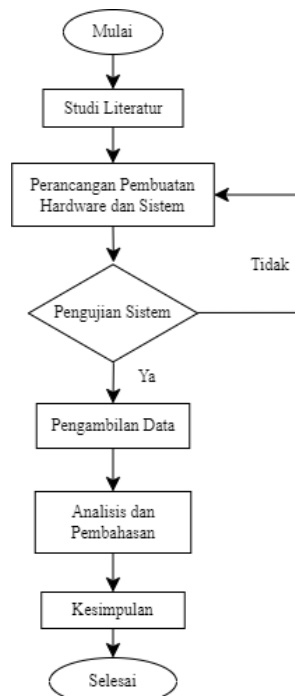 Mulai
Studi Literatur
Perancangan Pembuatan
Hardware dan Sistem
Tidak
Pengujian Sistem
Ya
Pengambilan Data
Analisis dan
Pembahasan
Kesimpulan
Selesai